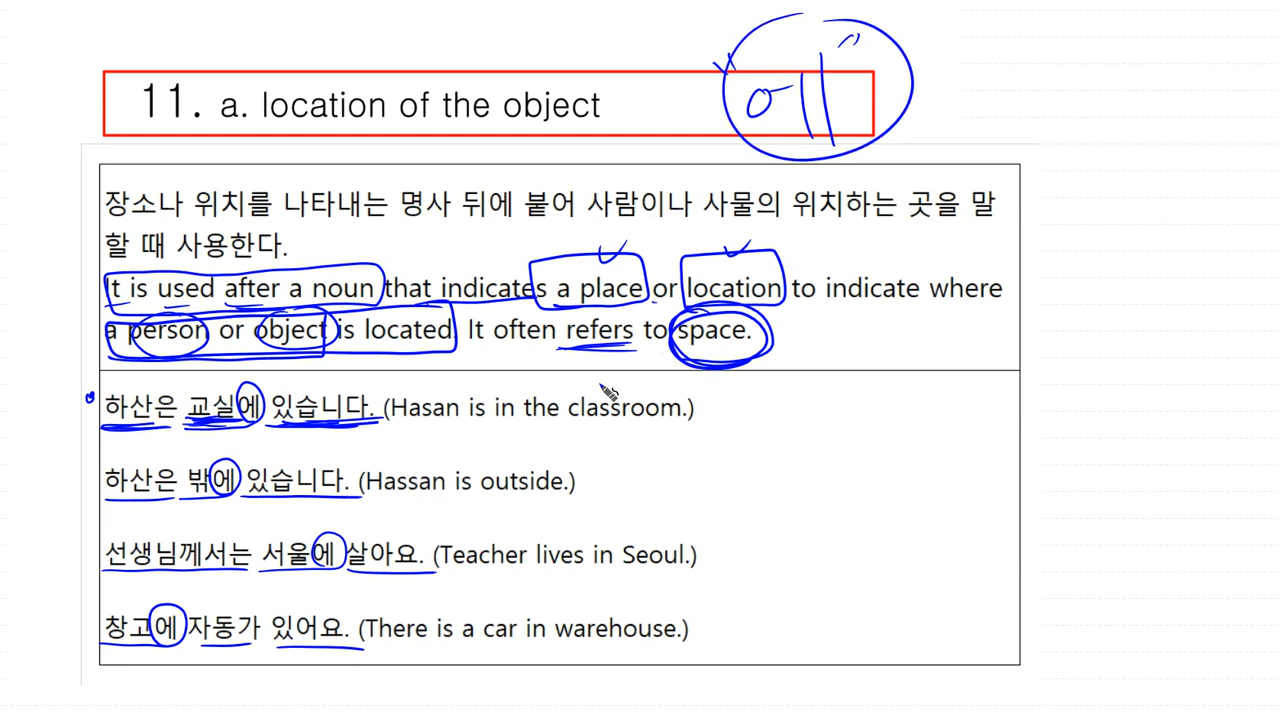 에
11. a. location of the object
장소나 위치를 나타내는 명사 뒤에 붙어 사람이나 사물의 위치하는 곳을 말
할 때 사용한다.
It is used after a noun that indicates a place or location to indicate where
a person or object is located. It often refers to space.
하산은 교실에 있습니다. (Hasan is in the classroom.)
하산은 밖에 있습니다. (Hassan is outside.)
선생님께서는 서울에 살아요. (Teacher lives in Seoul.)
창고에 자동가 있어요. (There is a car in warehouse.)